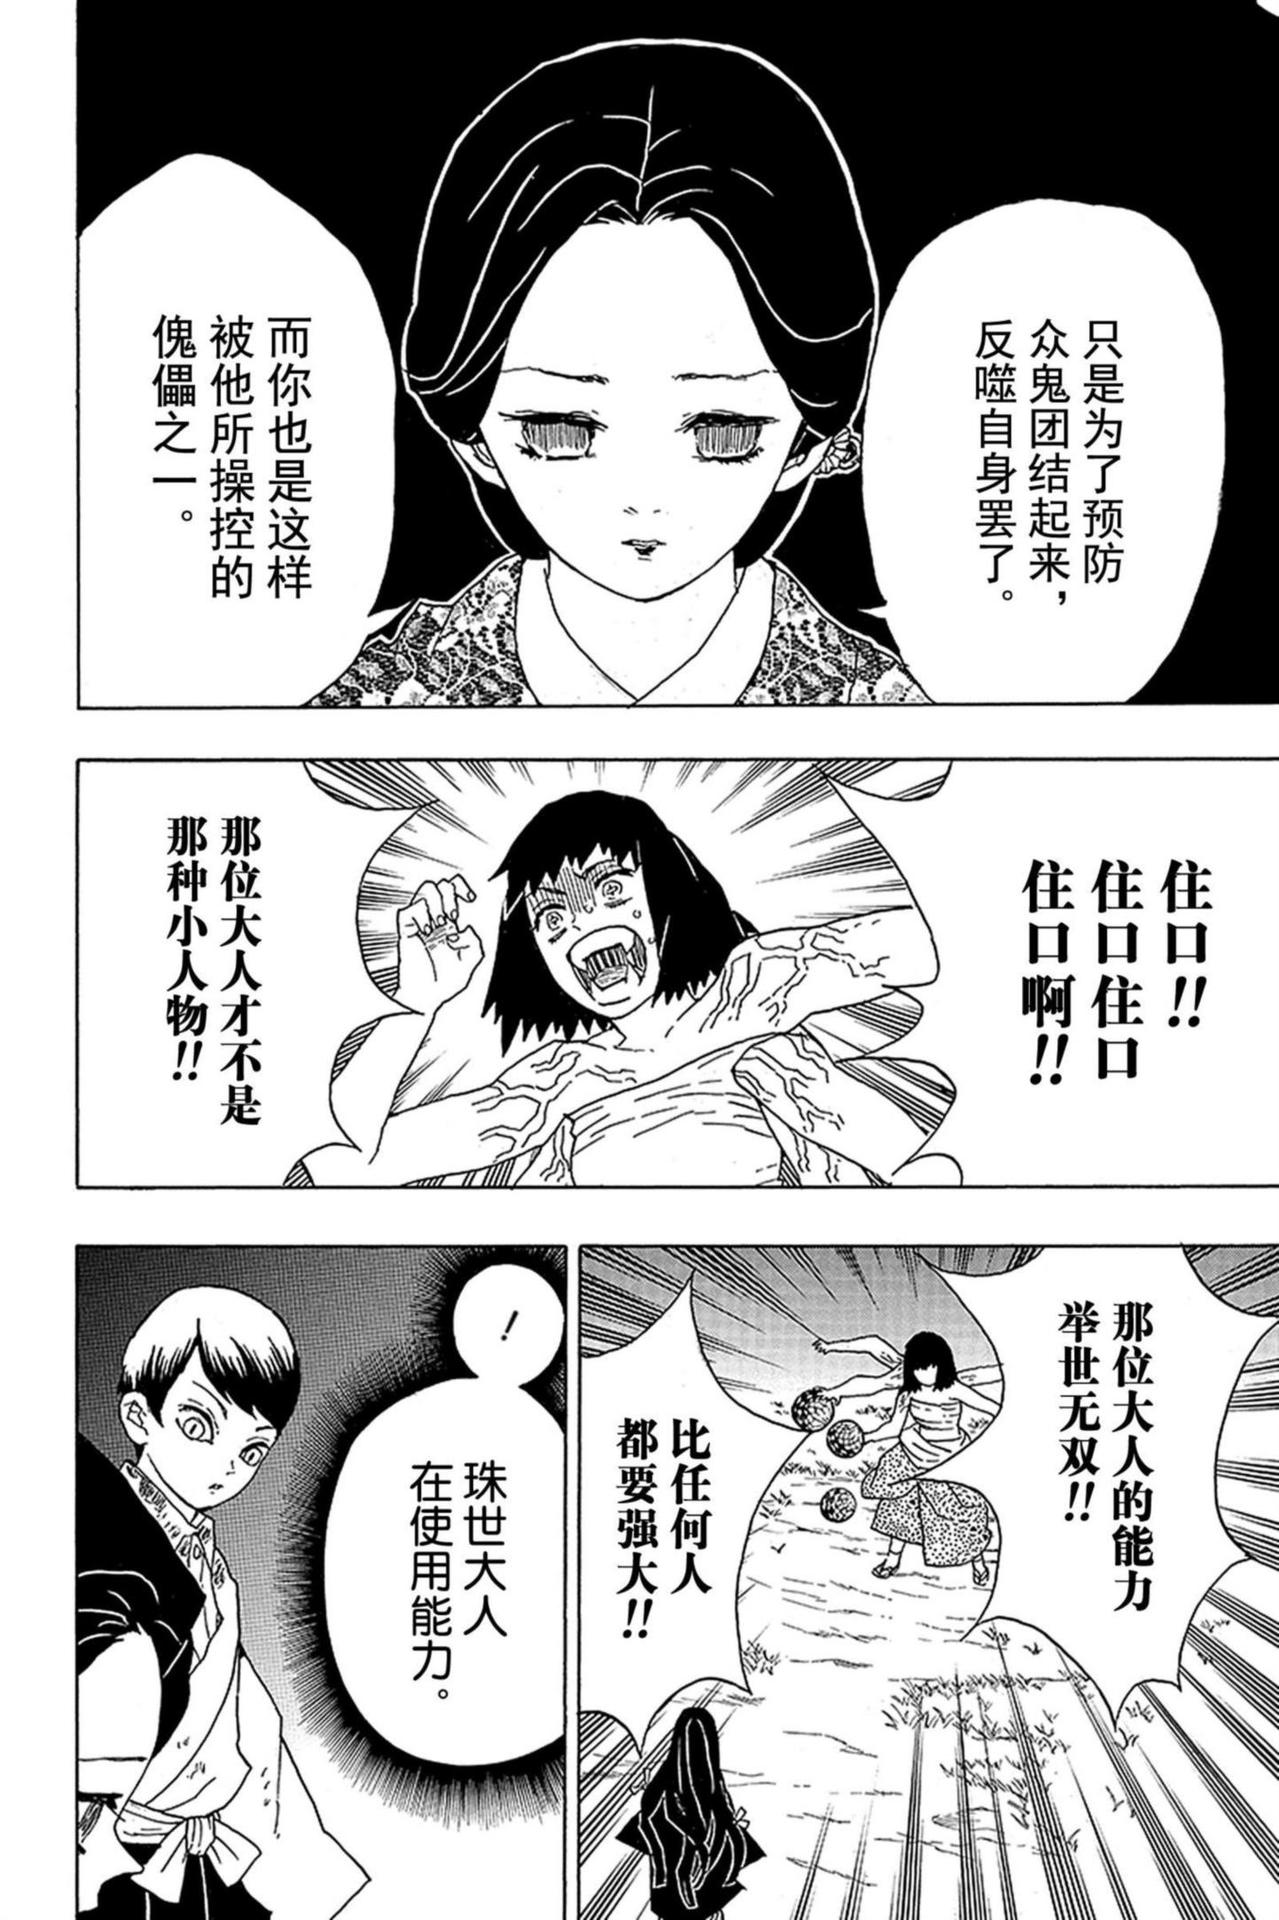 只是为了预防
众鬼团结起来，
反噬自身罢了。
而你也是这样
被他所操控的
傀儡之一。
住口!!
住口住口
住口啊!!
那位大人才不是
那种小人物!!
那位大人的能力
举世无双!!
比任何人
都要强大!!
！
珠世大人
在使用能力。